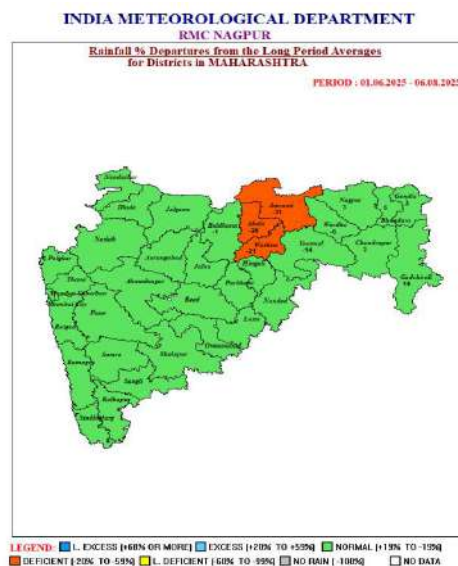 INDIA METEOROLOGICAL DEPARTMENT
RMC NAGPUR
Rainfall % Departures from the Long Period Averages
for Districts in MAHARASHTRA
PERIOD : 01.06.2025 - 06.08.2025
Nandurbar
Dhule
Jalgaon
Nashik
Buldhana
Amravati
Akola
Washim
-21
Nagpur
Wardha
Gondia
Bhandara
Yavatmal
-14
Chandrapur
Gadchiroli
Palghar
Thane
Aurangabad
Jalna
Hingoli
Parbhani
Nanded
Ahmednagar
Pune
Beed
Latur
Osmanabad
Raigad
Ratnagiri
Satara
Sholapur
Sangli
Kolhapur
Sindhudurg
LEGEND: L. EXCESS [+60% OR MORE] EXCESS [+20% TO +59%] NORMAL [+19% TO -19%]
DEFICIENT [-20% TO -59%] L. DEFICIENT [-60% TO -99%] NO RAIN [-100%] NO DATA